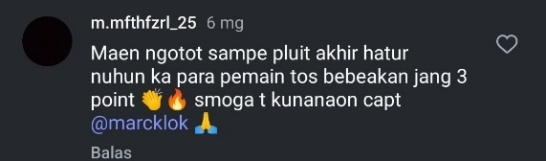 m.mfthfzrl_25 6 mg
Maen ngotot sampe pluit akhir hatur
nuhun ka para pemain tos bebeakan jang 3
point 👏🔥 smoga t kunanaon capt
@marcklok 🙏
Balas